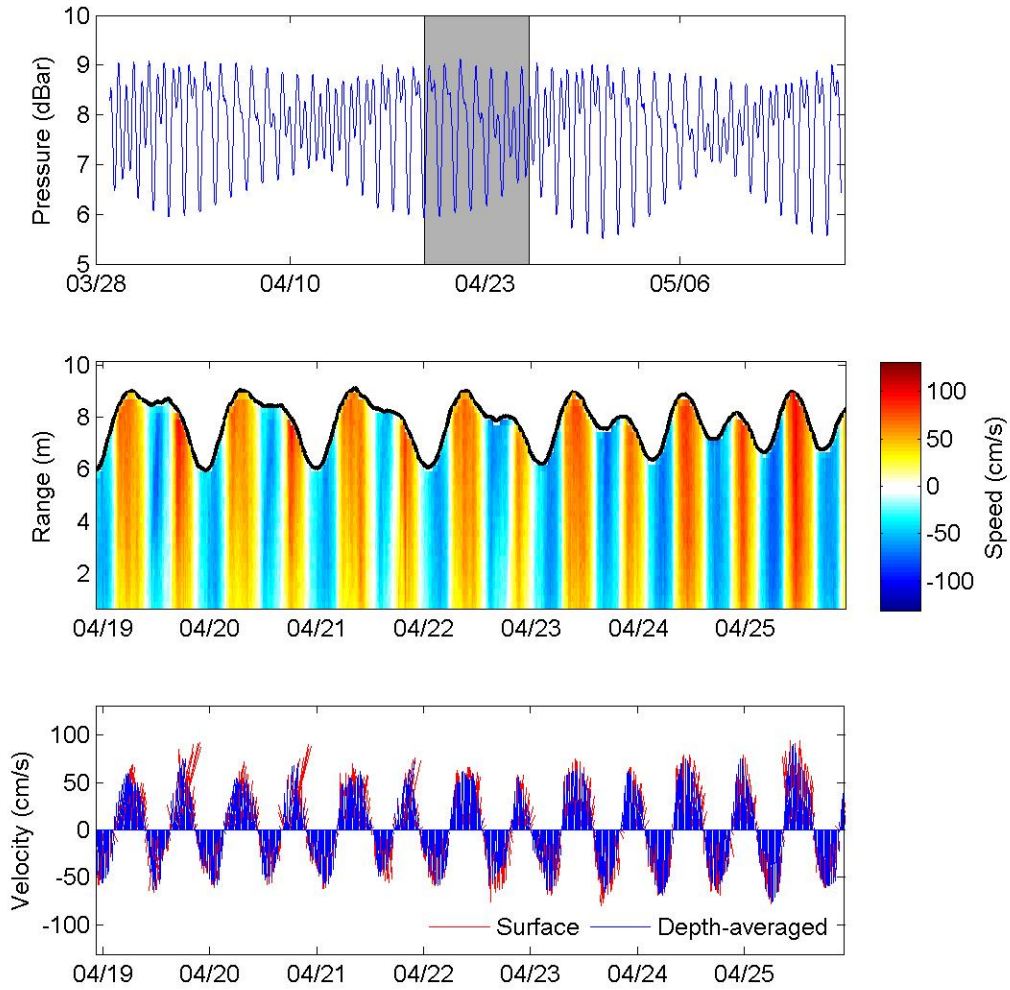 10
9
8
7
6
5
Pressure (dBar)
03/28 04/10 04/23 05/06
10
8
6
4
2
Range (m)
04/19 04/20 04/21 04/22 04/23 04/24 04/25
100
50
0
-50
-100
Speed (cm/s)
100
50
0
-50
-100
Velocity (cm/s)
Surface Depth-averaged
04/19 04/20 04/21 04/22 04/23 04/24 04/25